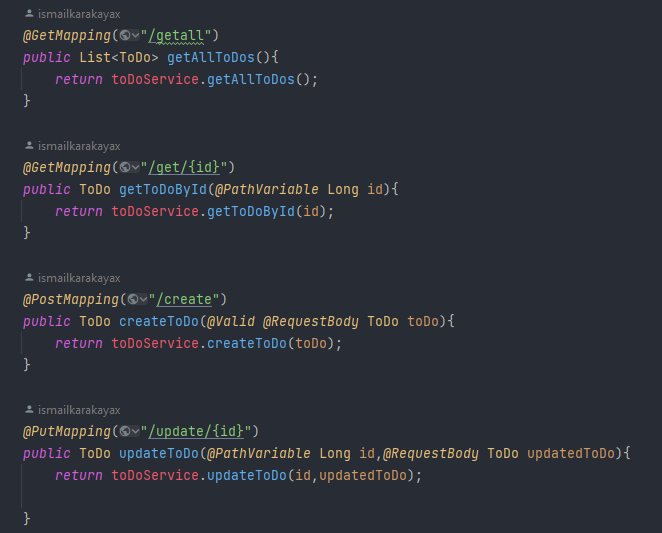 ismailkarakayax
@GetMapping("/getall")
public List<ToDo> getAllToDos(){
return toDoService.getAllToDos();
}
ismailkarakayax
@GetMapping("/get/{id}")
public ToDo getToDoById(@PathVariable Long id){
return toDoService.getToDoById(id);
}
ismailkarakayax
@PostMapping("/create")
public ToDo createToDo(@Valid @RequestBody ToDo toDo){
return toDoService.createToDo(toDo);
}
ismailkarakayax
@PutMapping("/update/{id}")
public ToDo updateToDo(@PathVariable Long id,@RequestBody ToDo updatedToDo){
return toDoService.updateToDo(id,updatedToDo);
}